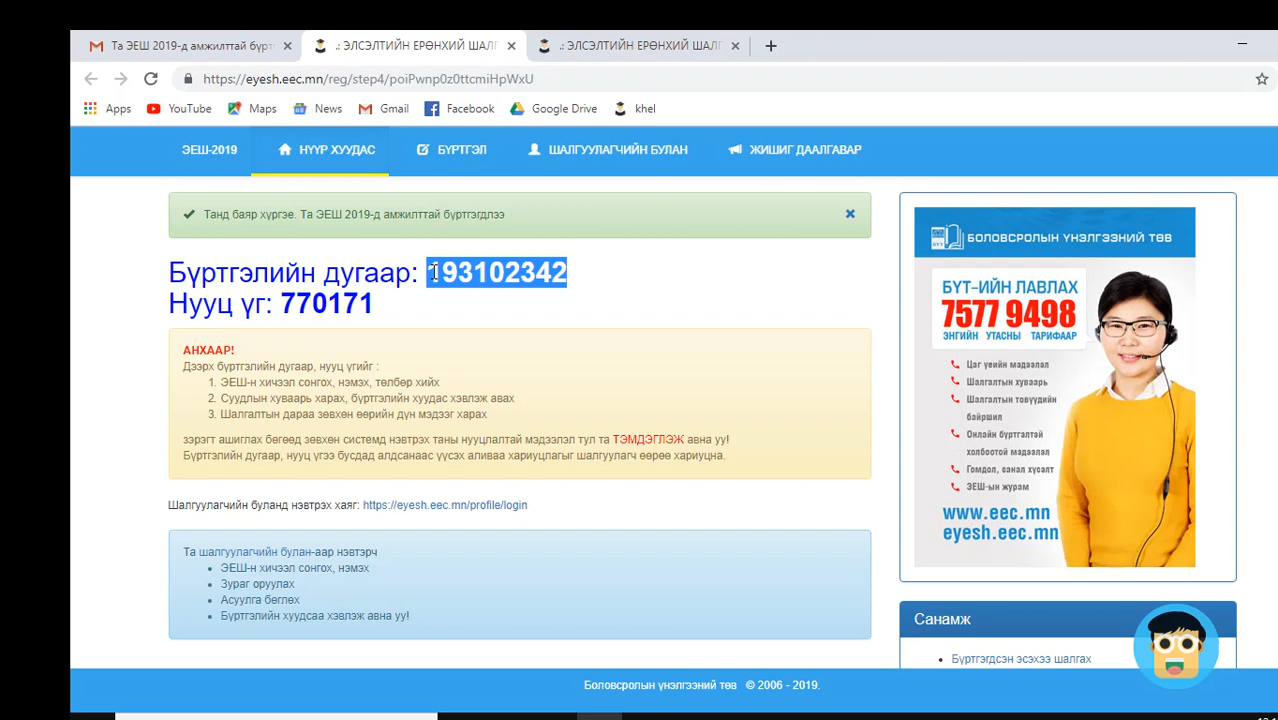 Та ЭЕШ 2019-д амжилттай бүрт
.: ЭЛСЭЛТИЙН ЕРӨНХИЙ ШАЛГ
.: ЭЛСЭЛТИЙН ЕРӨНХИЙ ШАЛГ
https://eyesh.eec.mn/reg/step4/poiPwnp0z0ttcmiHpWxU
Apps YouTube Maps News Gmail Facebook Google Drive khel
ЭЕШ-2019 НҮҮР ХУУДАС БҮРТГЭЛ ШАЛГУУЛАГЧИЙН БУЛАН ЖИШИГ ДААЛГАВАР
Танд баяр хүргэе. Та ЭЕШ 2019-д амжилттай бүртгэгдлээ
Бүртгэлийн дугаар: 193102342
Нууц үг: 770171
АНХААР!
Дээрх бүртгэлийн дугаар, нууц үгийг :
1. ЭЕШ-н хичээл сонгох, нэмэх, төлбөр хийх
2. Суудлын хуваарь харах, бүртгэлийн хуудас хэвлэж авах
3. Шалгалтын дараа зөвхөн өөрийн дүн мэдээг харах
зэрэгт ашиглах бөгөөд зөвхөн системд нэвтрэх таны нууцлалтай мэдээлэл тул та ТЭМДЭГЛЭЖ авна уу!
Бүртгэлийн дугаар, нууц үгээ бусдад алдсанаас үүсэх аливаа хариуцлагыг шалгуулагч өөрөө хариуцна.
Шалгуулагчийн буланд нэвтрэх хаяг: https://eyesh.eec.mn/profile/login
Та шалгуулагчийн булан-аар нэвтэрч
ЭЕШ-н хичээл сонгох, нэмэх
Зураг оруулах
Асуулга бөглөх
Бүртгэлийн хуудсаа хэвлэж авна уу!
БОЛОВСРОЛЫН ҮНЭЛГЭЭНИЙ ТӨВ
БҮТ-ИЙН ЛАВЛАХ
7577 9498
ЭНГИЙН УТАСНЫ ТАРИФААР
Цаг үеийн мэдээлэл
Шалгалтын хуваарь
Шалгалтын төвүүдийн
байршил
Онлайн бүртгэлтэй
холбоотой мэдээлэл
Гомдол, санал хүсэлт
ЭЕШ-ын журам
www.eec.mn
eyesh.eec.mn
Санамж
Бүртгэгдсэн эсэхээ шалгах
Боловсролын үнэлгээний төв © 2006 - 2019.